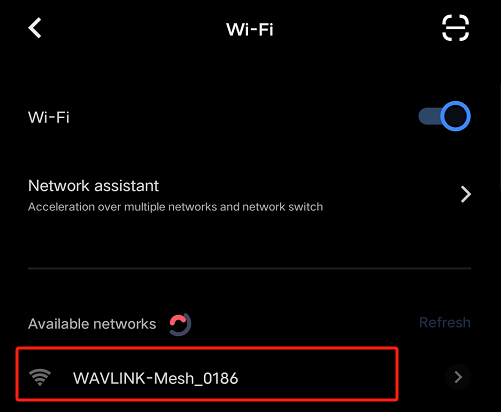 Wi-Fi
Wi-Fi
Network assistant
Acceleration over multiple networks and network switch
Available networks
Refresh
WAVLINK-Mesh_0186